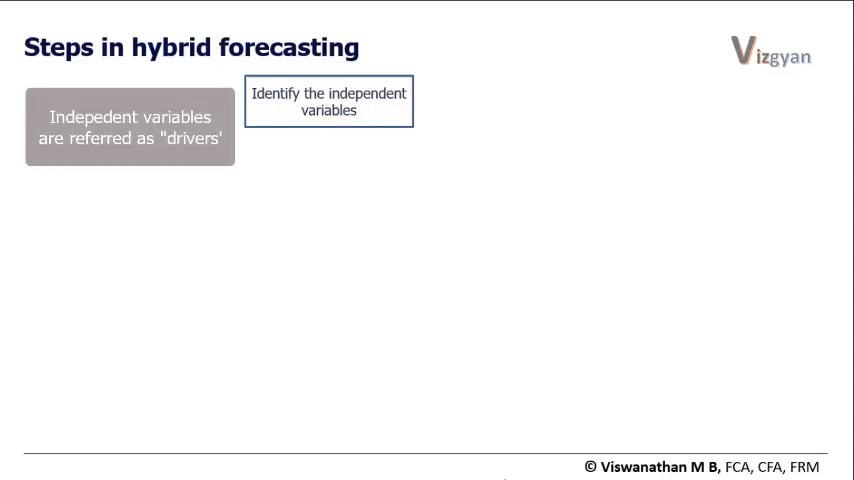 Steps in hybrid forecasting
Vizgyan
Indepedent variables
are referred as "drivers'
Identify the independent
variables
© Viswanathan M B, FCA, CFA, FRM